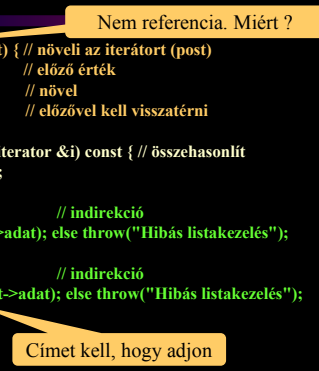 Nem referencia. Miért ?
t) { // növeli az iterátort (post)
// előző érték
// növel
// előzővel kell visszatérni
iterator &i) const { // összehasonlít
;
// indirekció
>adat); else throw("Hibás listakezelés");
// indirekció
t->adat); else throw("Hibás listakezelés");
Címet kell, hogy adjon